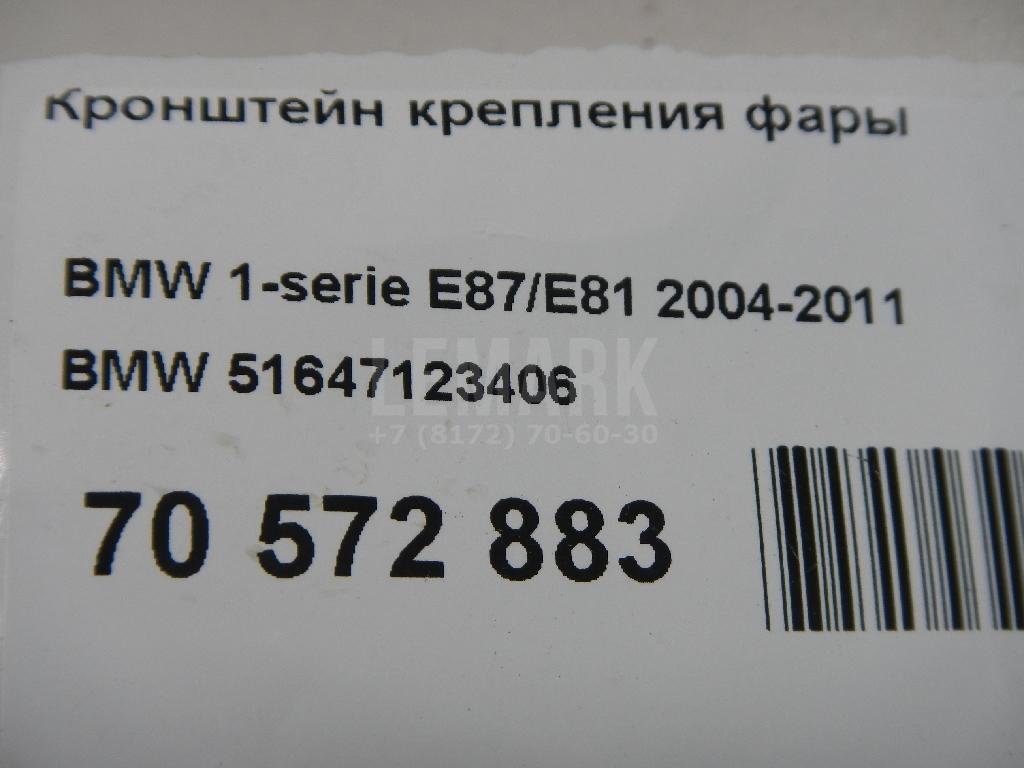 Кронштейн крепления фары
BMW 1-serie E87/E81 2004-2011
BMW 51647123406
LEMARK
+7 (8172) 70-60-30
70 572 883